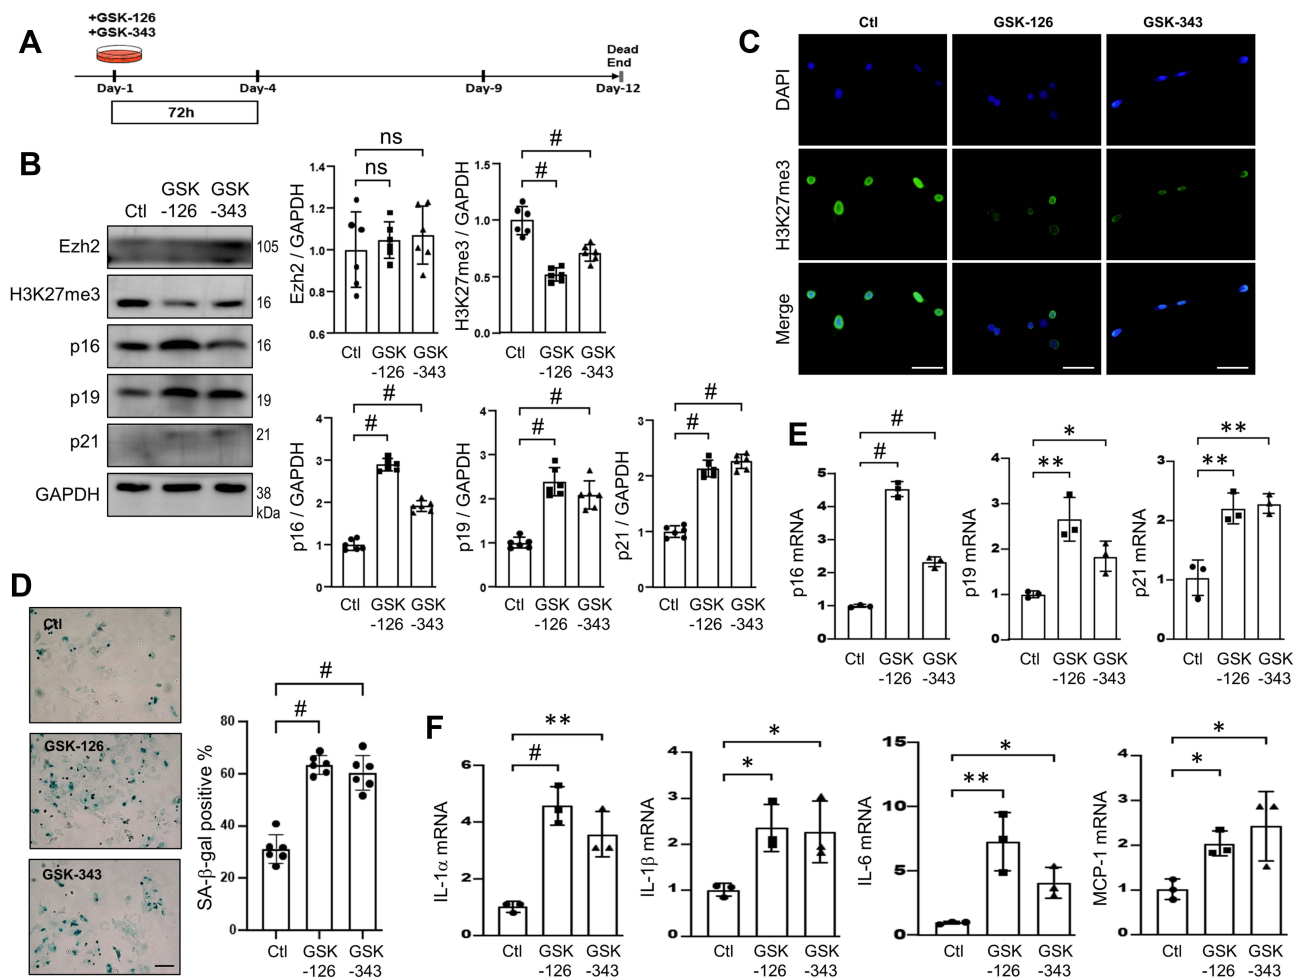 A
+GSK-126
+GSK-343
Day-1
Day-4
Day-9
Dead
End
Day-12
72h
B
Ctl
GSK
-126
GSK
-343
Ezh2
105
H3K27me3
16
p16
16
p19
19
p21
21
GAPDH
38
kDa
ns
ns
Ezh2 / GAPDH
1.4
1.2
1.0
0.8
0.6
Ctl GSK GSK
-126 -343
#
#
H3K27me3 / GAPDH
1.5
1.0
0.5
0.0
Ctl GSK GSK
-126 -343
#
#
p16 / GAPDH
4
3
2
1
0
Ctl GSK GSK
-126 -343
#
#
p19 / GAPDH
4
3
2
1
0
Ctl GSK GSK
-126 -343
#
#
p21 / GAPDH
3
2
1
0
Ctl GSK GSK
-126 -343
C
Ctl
GSK-126
GSK-343
DAPI
H3K27me3
Merge
D
Ctl
GSK-126
GSK-343
#
#
SA-β-gal positive %
80
60
40
20
0
Ctl GSK GSK
-126 -343
E
#
#
p16 mRNA
5
4
3
2
1
0
Ctl GSK GSK
-126 -343
*
**
p19 mRNA
4
3
2
1
0
Ctl GSK GSK
-126 -343
**
**
p21 mRNA
3
2
1
0
Ctl GSK GSK
-126 -343
F
**
#
IL-1α mRNA
6
4
2
0
Ctl GSK GSK
-126 -343
*
*
IL-1β mRNA
4
3
2
1
0
Ctl GSK GSK
-126 -343
*
**
IL-6 mRNA
15
10
5
0
Ctl GSK GSK
-126 -343
*
*
MCP-1 mRNA
4
3
2
1
0
Ctl GSK GSK
-126 -343